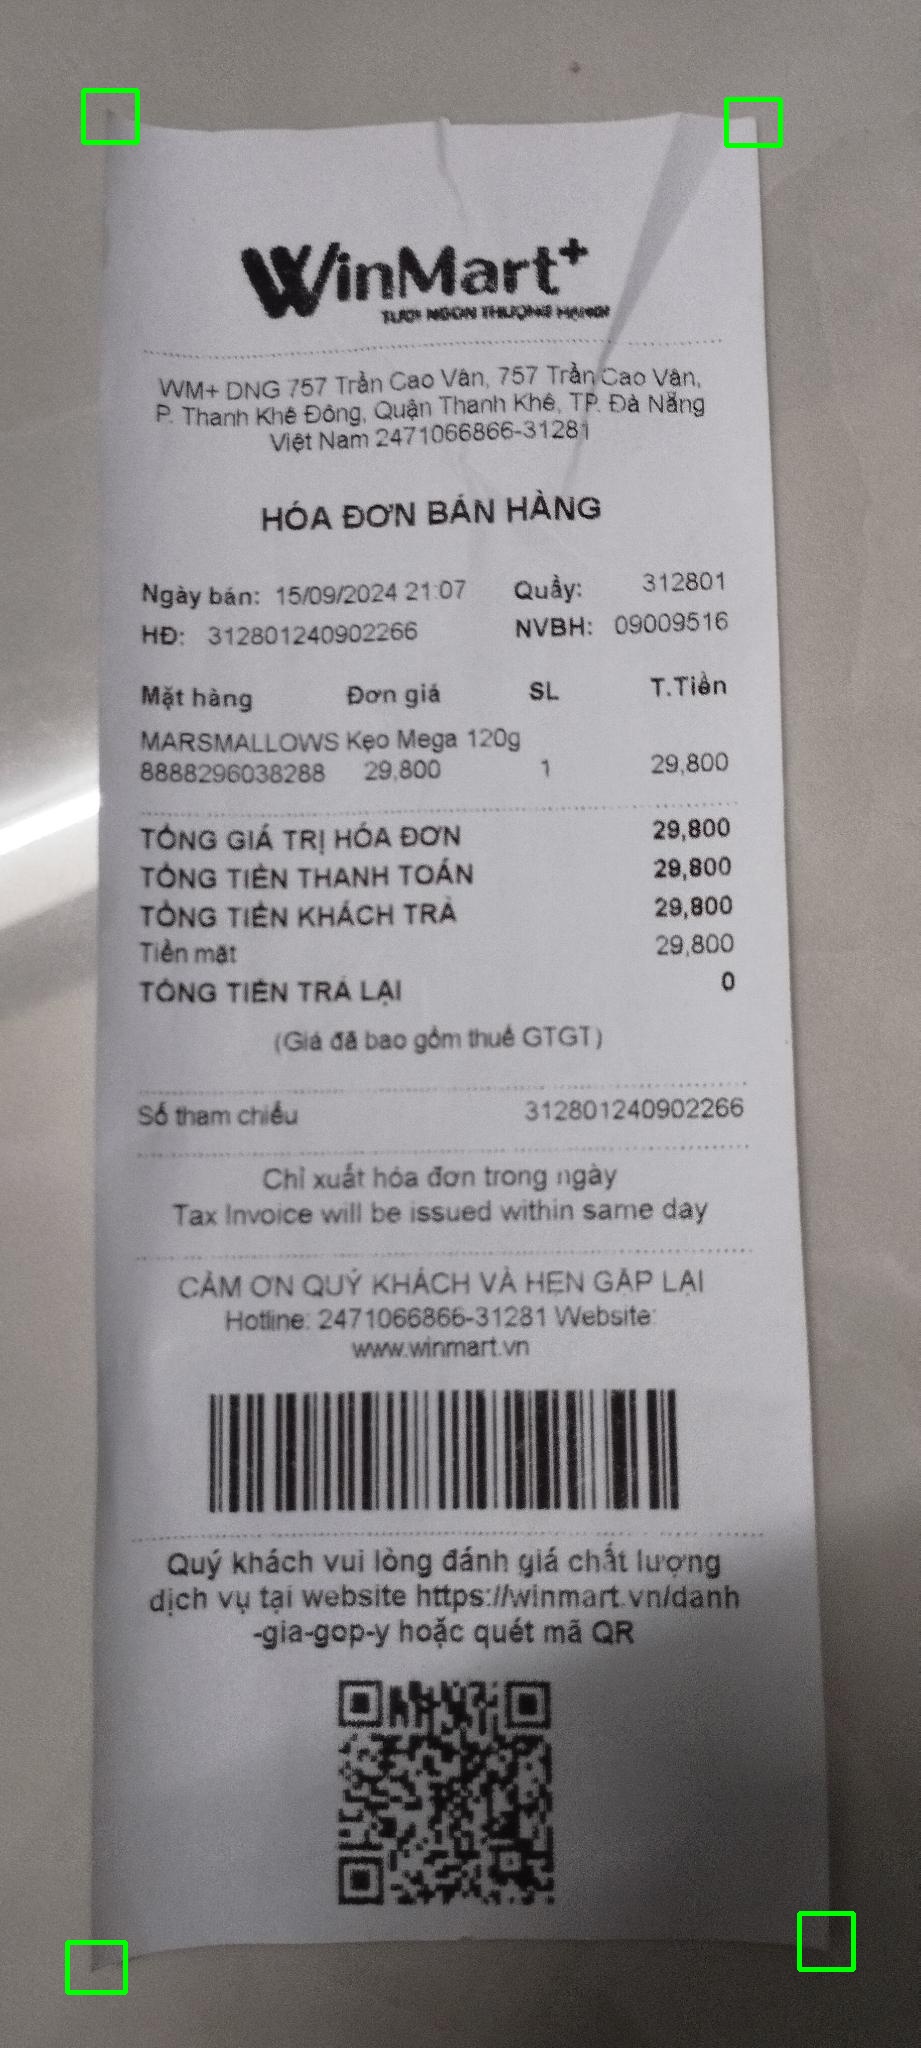 WinMart+
TƯƠI NGON THƯỢNG HẠNG
WM+ DNG 757 Trần Cao Vân, 757 Trần Cao Vân,
P. Thanh Khê Đông, Quận Thanh Khê, TP. Đà Nẵng
Việt Nam 2471066866-31281
HÓA ĐƠN BÁN HÀNG
Ngày bán: 15/09/2024 21:07 Quầy: 312801
HĐ: 312801240902266 NVBH: 09009516
Mặt hàng Đơn giá SL T.Tiền
MARSMALLOWS Kẹo Mega 120g
8888296038288 29,800 1 29,800
TỔNG GIÁ TRỊ HÓA ĐƠN 29,800
TỔNG TIỀN THANH TOÁN 29,800
TỔNG TIỀN KHÁCH TRẢ 29,800
Tiền mặt 29,800
TỔNG TIỀN TRẢ LẠI 0
(Giá đã bao gồm thuế GTGT)
Số tham chiếu 312801240902266
Chỉ xuất hóa đơn trong ngày
Tax Invoice will be issued within same day
CẢM ƠN QUÝ KHÁCH VÀ HẸN GẶP LẠI
Hotline: 2471066866-31281 Website:
www.winmart.vn
Quý khách vui lòng đánh giá chất lượng
dịch vụ tại website https://winmart.vn/danh
-gia-gop-y hoặc quét mã QR